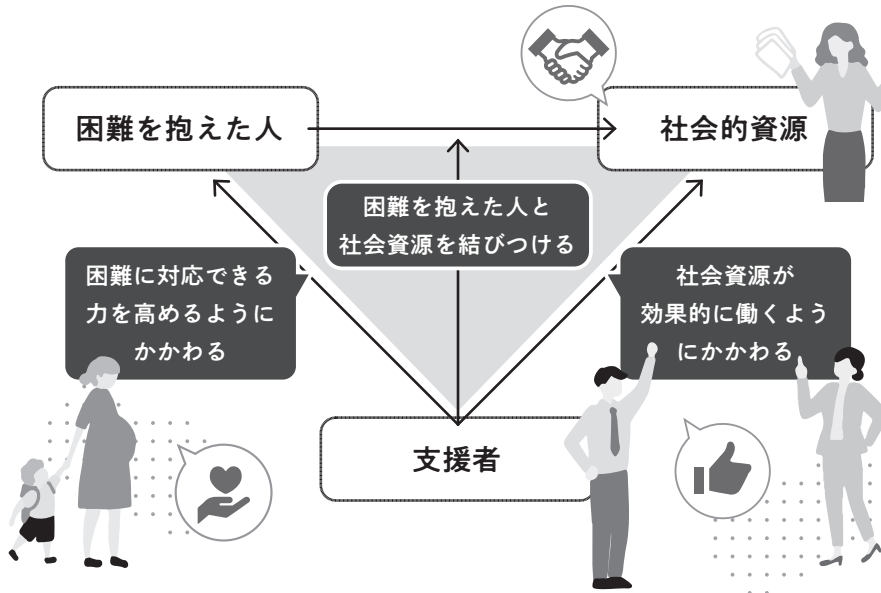 困難を抱えた人
社会的資源
困難を抱えた人と
社会資源を結びつける
困難に対応できる
力を高めるように
かかわる
社会資源が
効果的に働くよう
にかかわる
支援者